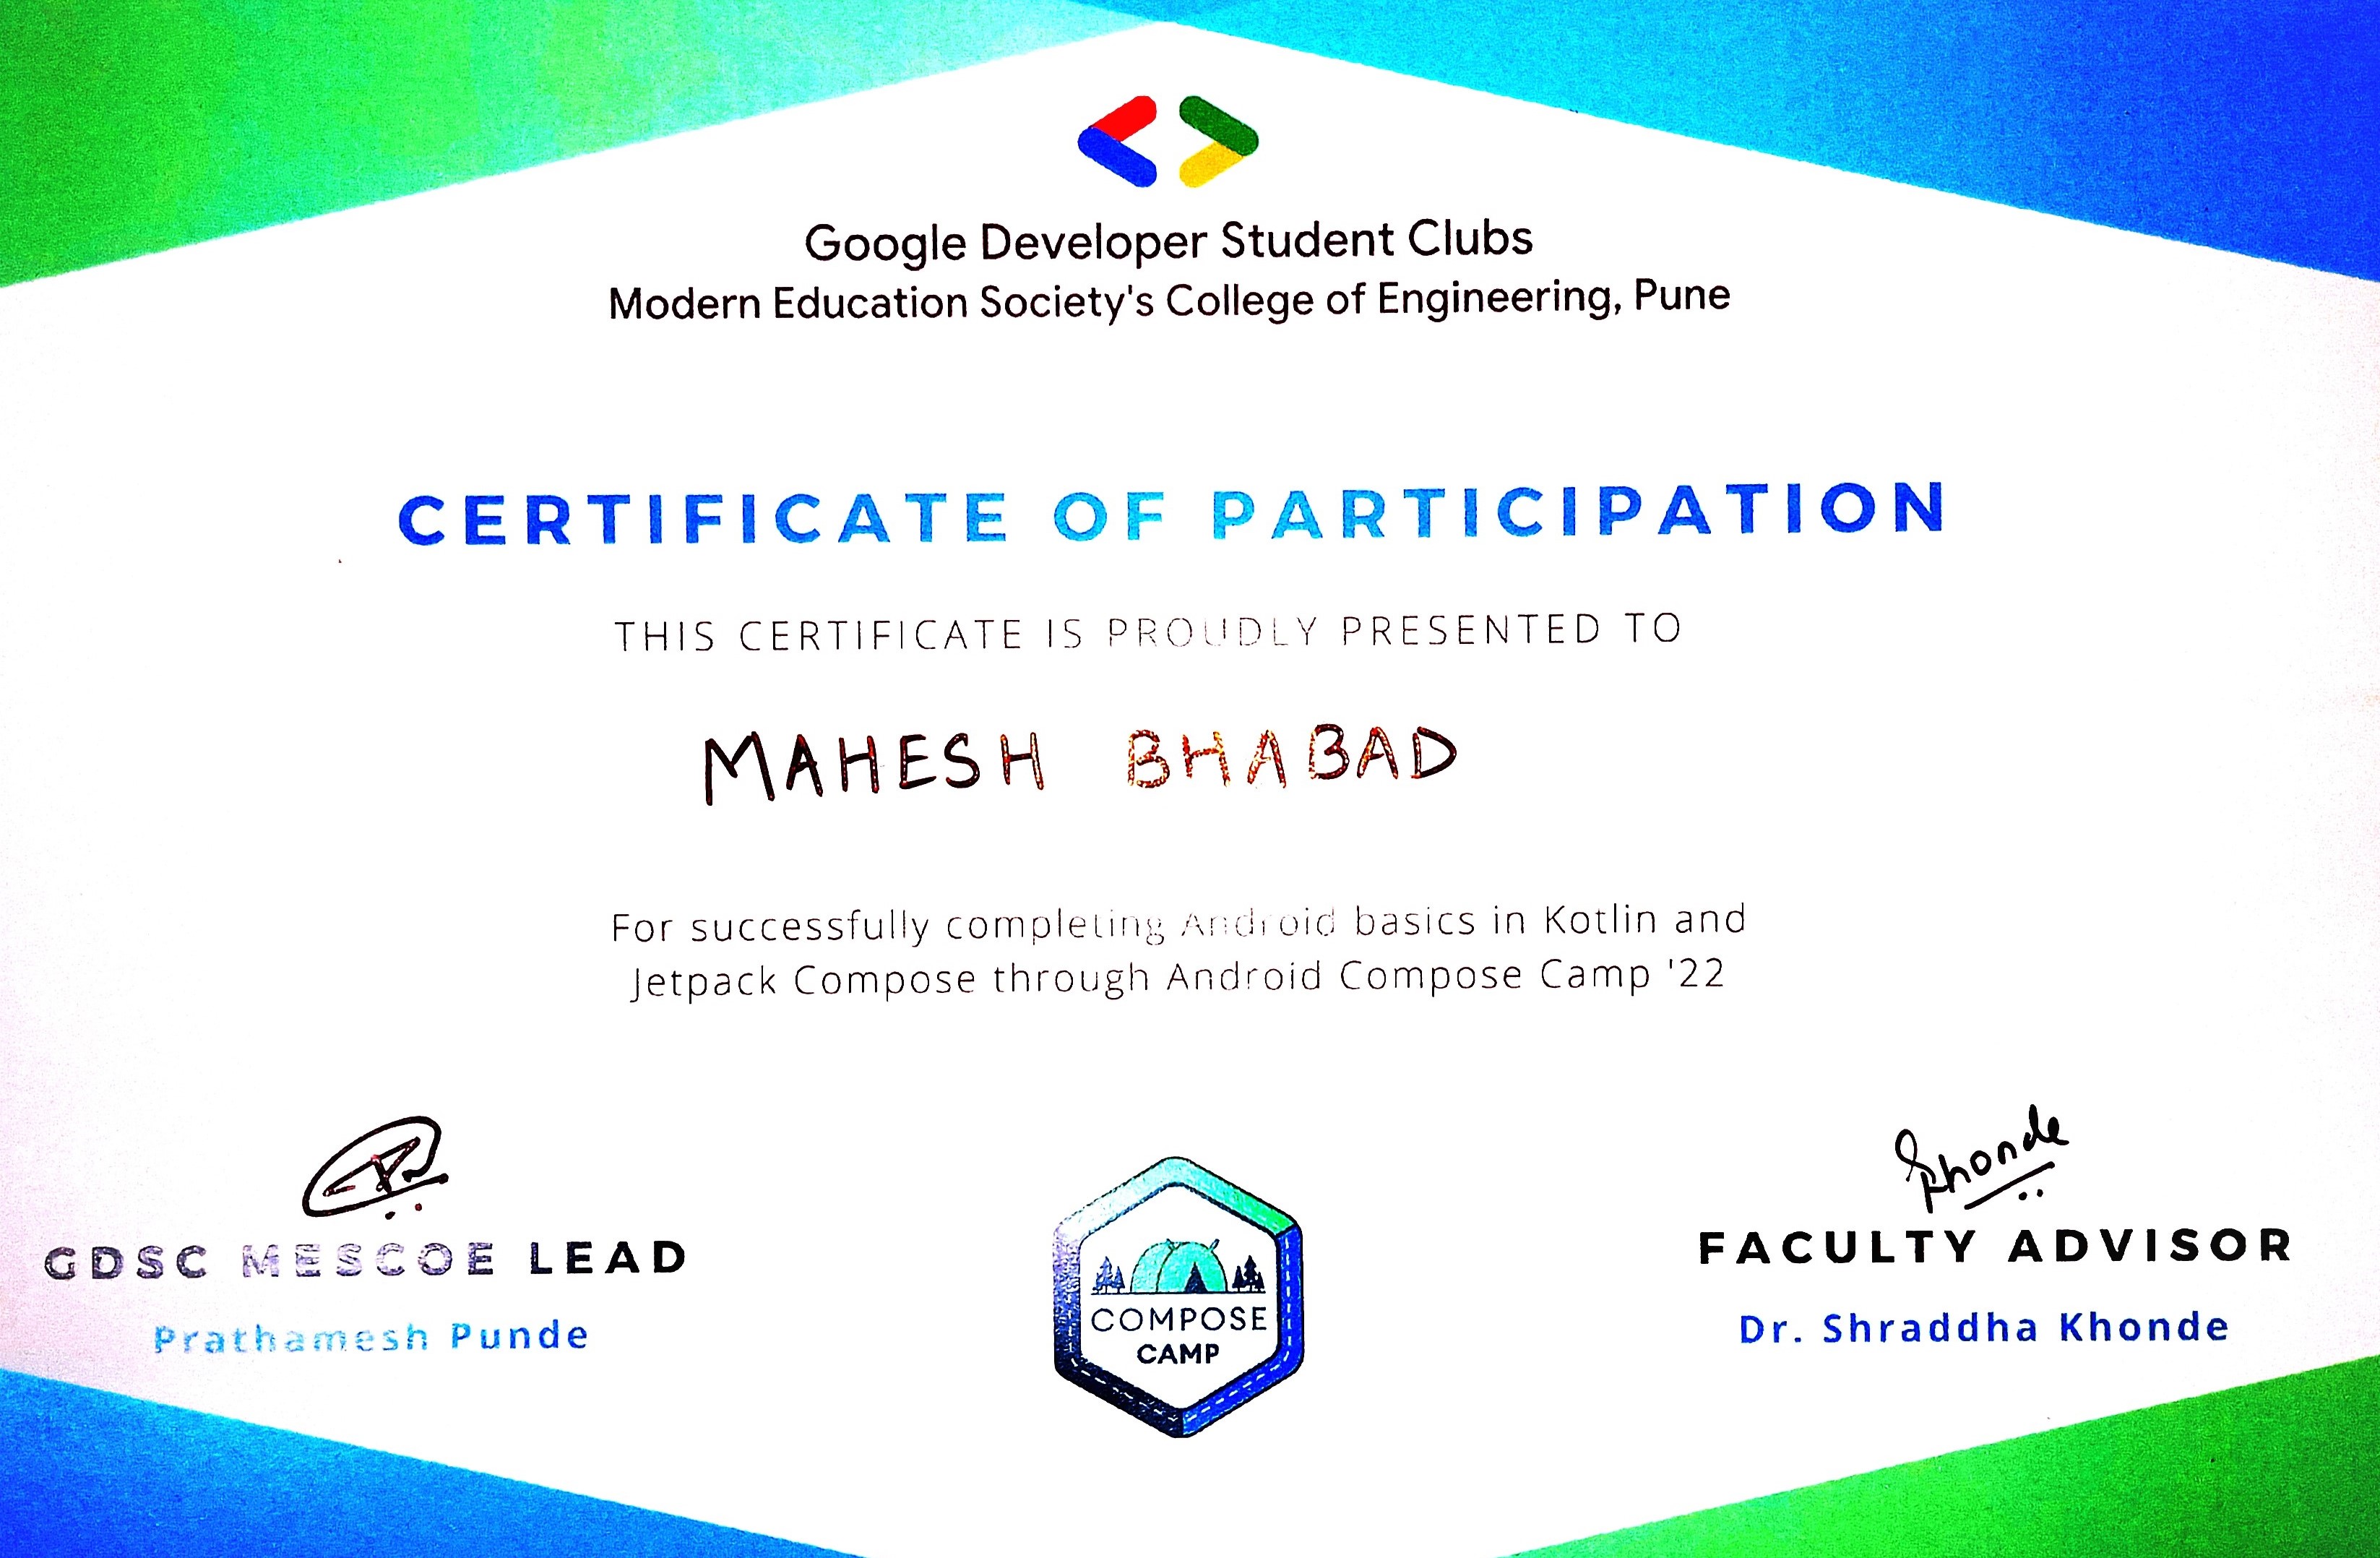 Google Developer Student Clubs
Modern Education Society's College of Engineering, Pune
CERTIFICATE OF PARTICIPATION
THIS CERTIFICATE IS PROUDLY PRESENTED TO
MAHESH BHABAD
For successfully completing Android basics in Kotlin and
Jetpack Compose through Android Compose Camp '22
Khonde
GDSC MESCOE LEAD
FACULTY ADVISOR
Prathamesh Punde
Dr. Shraddha Khonde
COMPOSE
CAMP